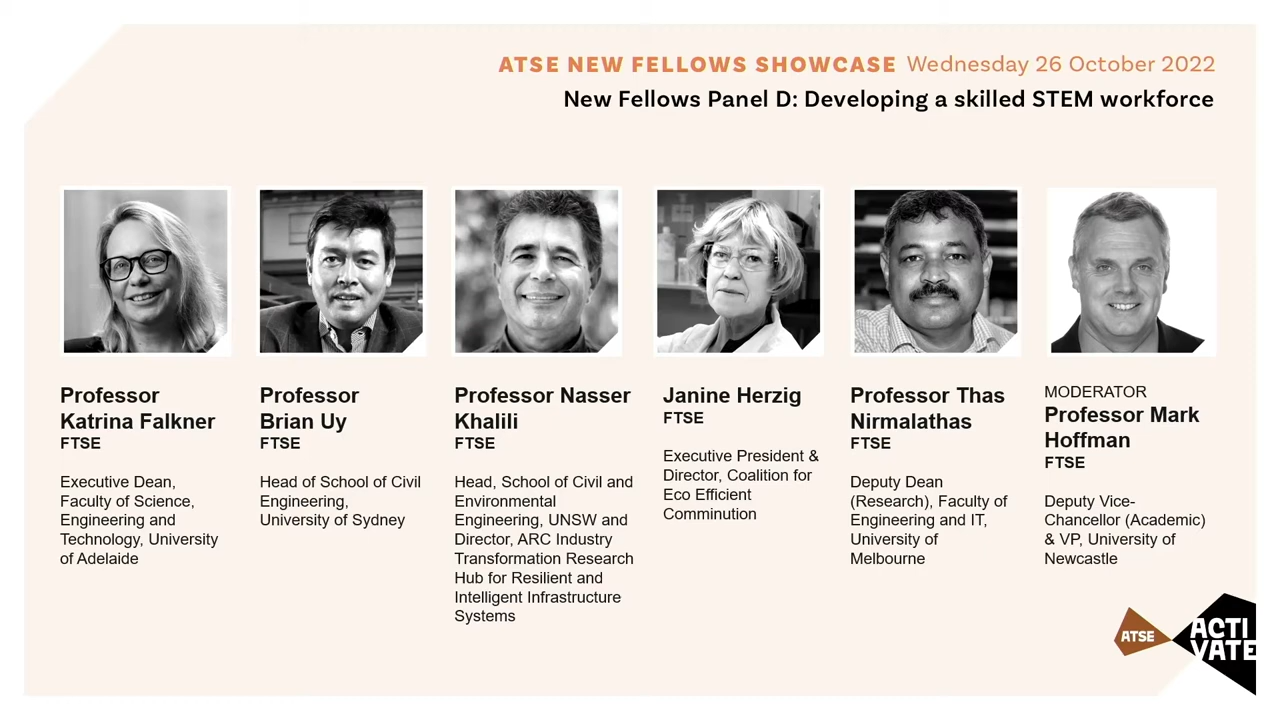 ATSE NEW FELLOWS SHOWCASE Wednesday 26 October 2022
New Fellows Panel D: Developing a skilled STEM workforce
Professor
Katrina Falkner
FTSE
Executive Dean,
Faculty of Science,
Engineering and
Technology, University
of Adelaide
Professor
Brian Uy
FTSE
Head of School of Civil
Engineering,
University of Sydney
Professor Nasser
Khalili
FTSE
Head, School of Civil and
Environmental
Engineering, UNSW and
Director, ARC Industry
Transformation Research
Hub for Resilient and
Intelligent Infrastructure
Systems
Janine Herzig
FTSE
Executive President &
Director, Coalition for
Eco Efficient
Comminution
Professor Thas
Nirmalathas
FTSE
Deputy Dean
(Research), Faculty of
Engineering and IT,
University of
Melbourne
MODERATOR
Professor Mark
Hoffman
FTSE
Deputy Vice-
Chancellor (Academic)
& VP, University of
Newcastle
ATSE
ACTI
VATE